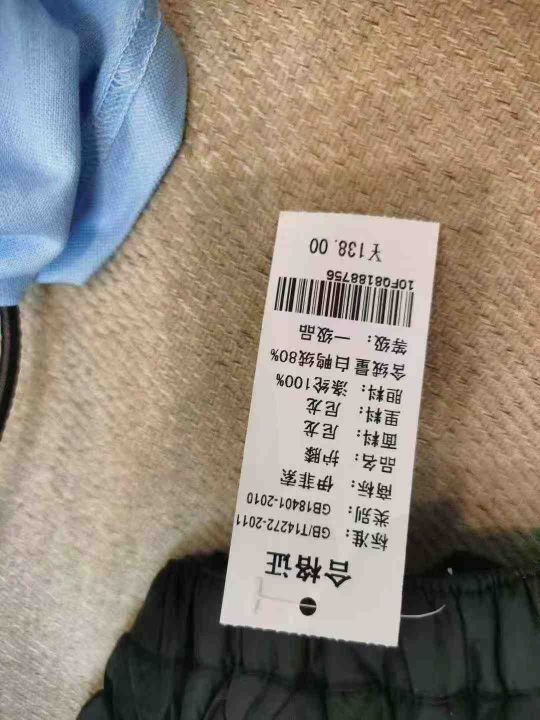 合格证
标准: GB/T14272-2011
类别: GB18401-2010
商标: 伊菲索
品名: 护膝
面料: 尼龙
里料: 尼龙
胆料: 涤纶100%
含绒量白鸭绒80%
等级: 一级品
10F08188756
￥138.00